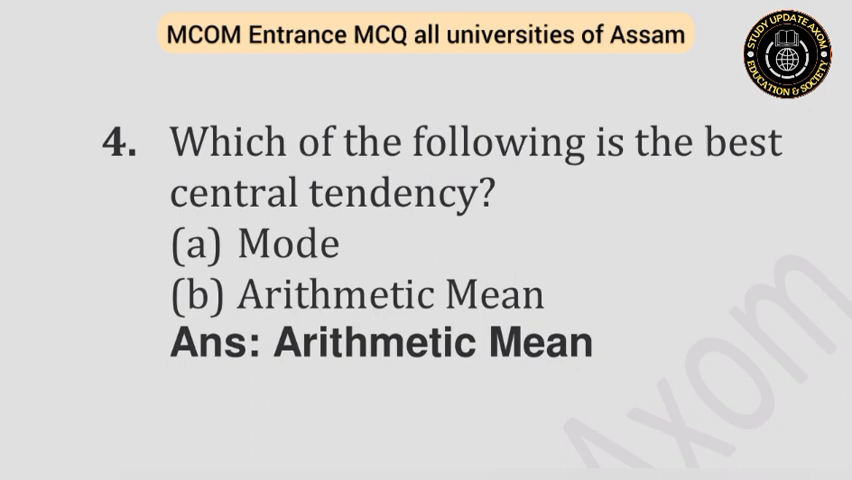 MCOM Entrance MCQ all universities of Assam
STUDY UPDATE AXOM
EDUCATION & SOCIETY
4. Which of the following is the best
central tendency?
(a) Mode
(b) Arithmetic Mean
Ans: Arithmetic Mean
Axom